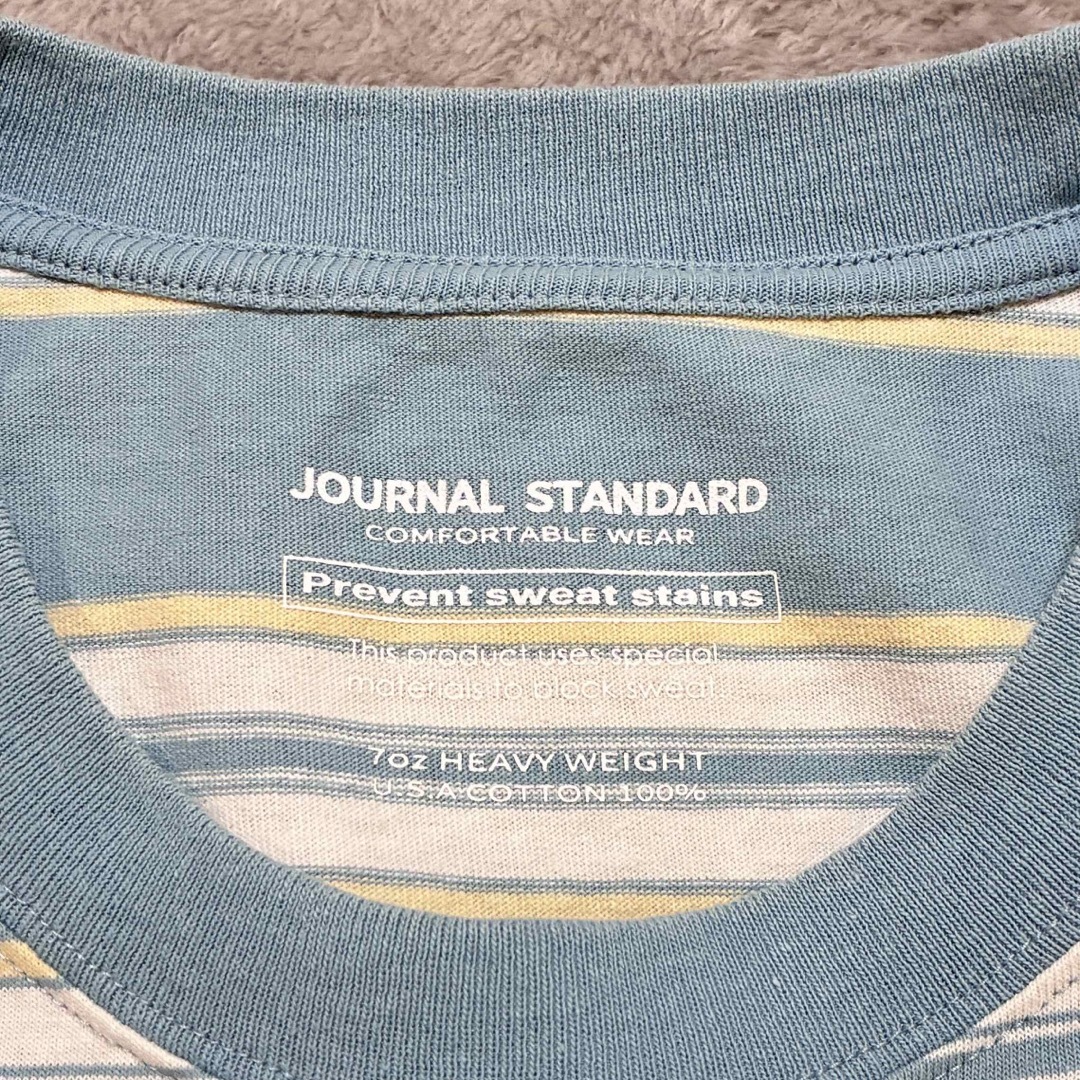 JOURNAL STANDARD
COMFORTABLE WEAR
Prevent sweat stains
This product uses special
materials to block sweat.
7oz HEAVY WEIGHT
U.S.A COTTON 100%